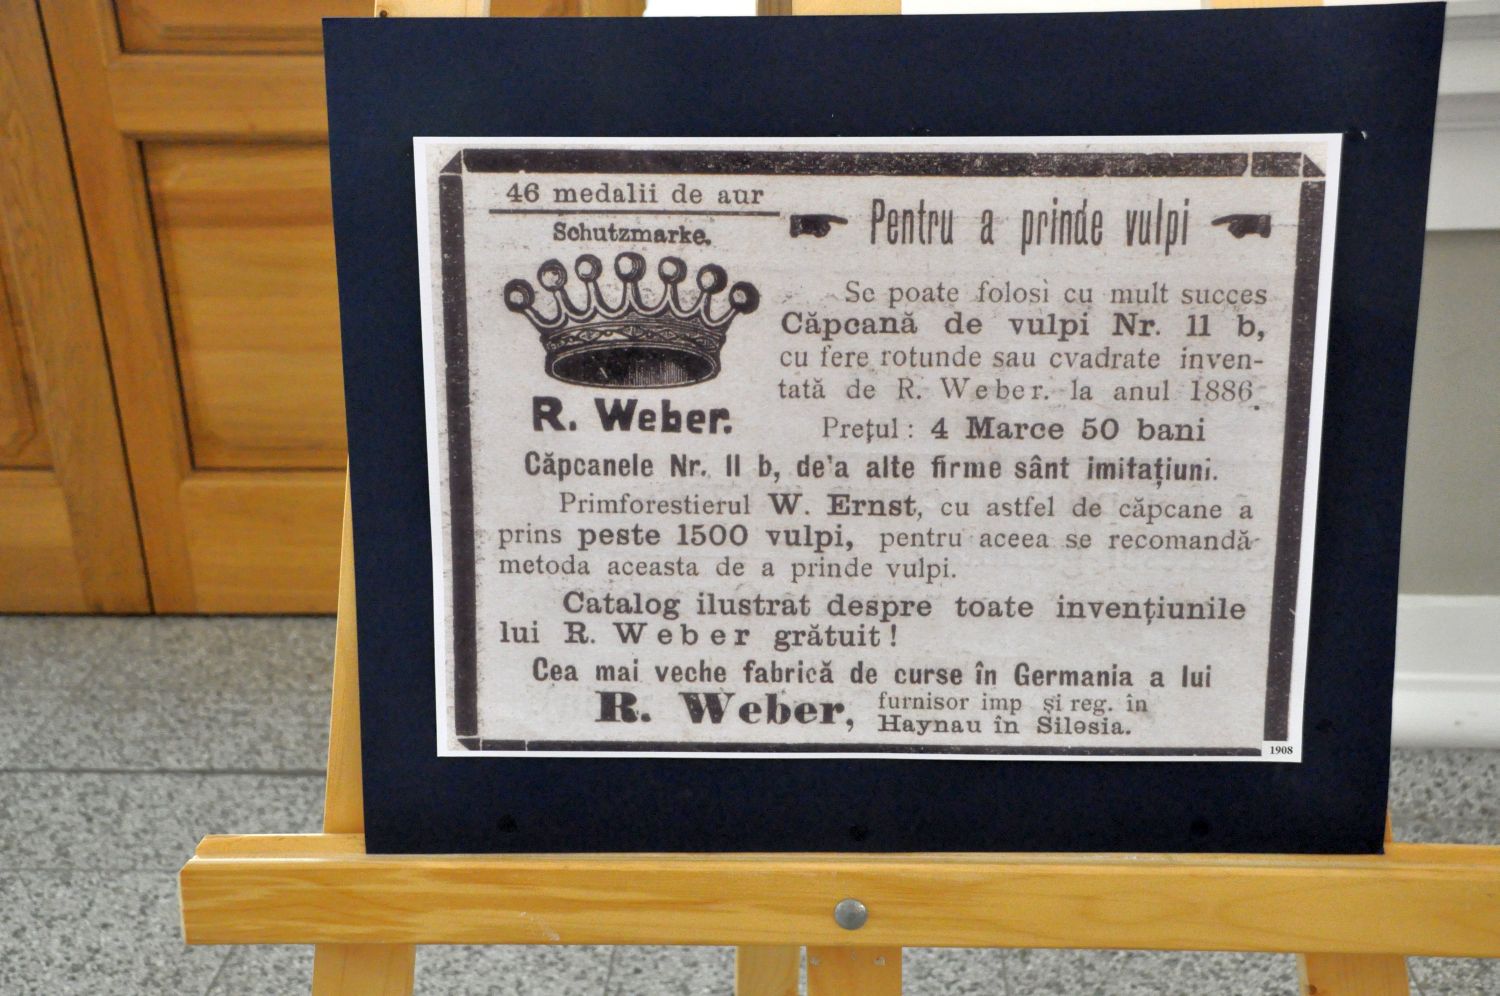 46 medalii de aur
Schutzmarke.
R. Weber.
Pentru a prinde vulpi
Se poate folosi cu mult succes
Căpcană de vulpi Nr. 11 b,
cu fere rotunde sau cvadrate inven-
tată de R. Weber. la anul 1886.
Prețul: 4 Marce 50 bani
Căpcanele Nr. 11 b, de'a alte firme sânt imitațiuni.
Primforestierul W. Ernst, cu astfel de căpcane a
prins peste 1500 vulpi, pentru aceea se recomandă
metoda aceasta de a prinde vulpi.
Catalog ilustrat despre toate invențiunile
lui R. Weber grătuit!
Cea mai veche fabrică de curse în Germania a lui
R. Weber, furnisor imp și reg. în
Haynau în Silesia.
1908